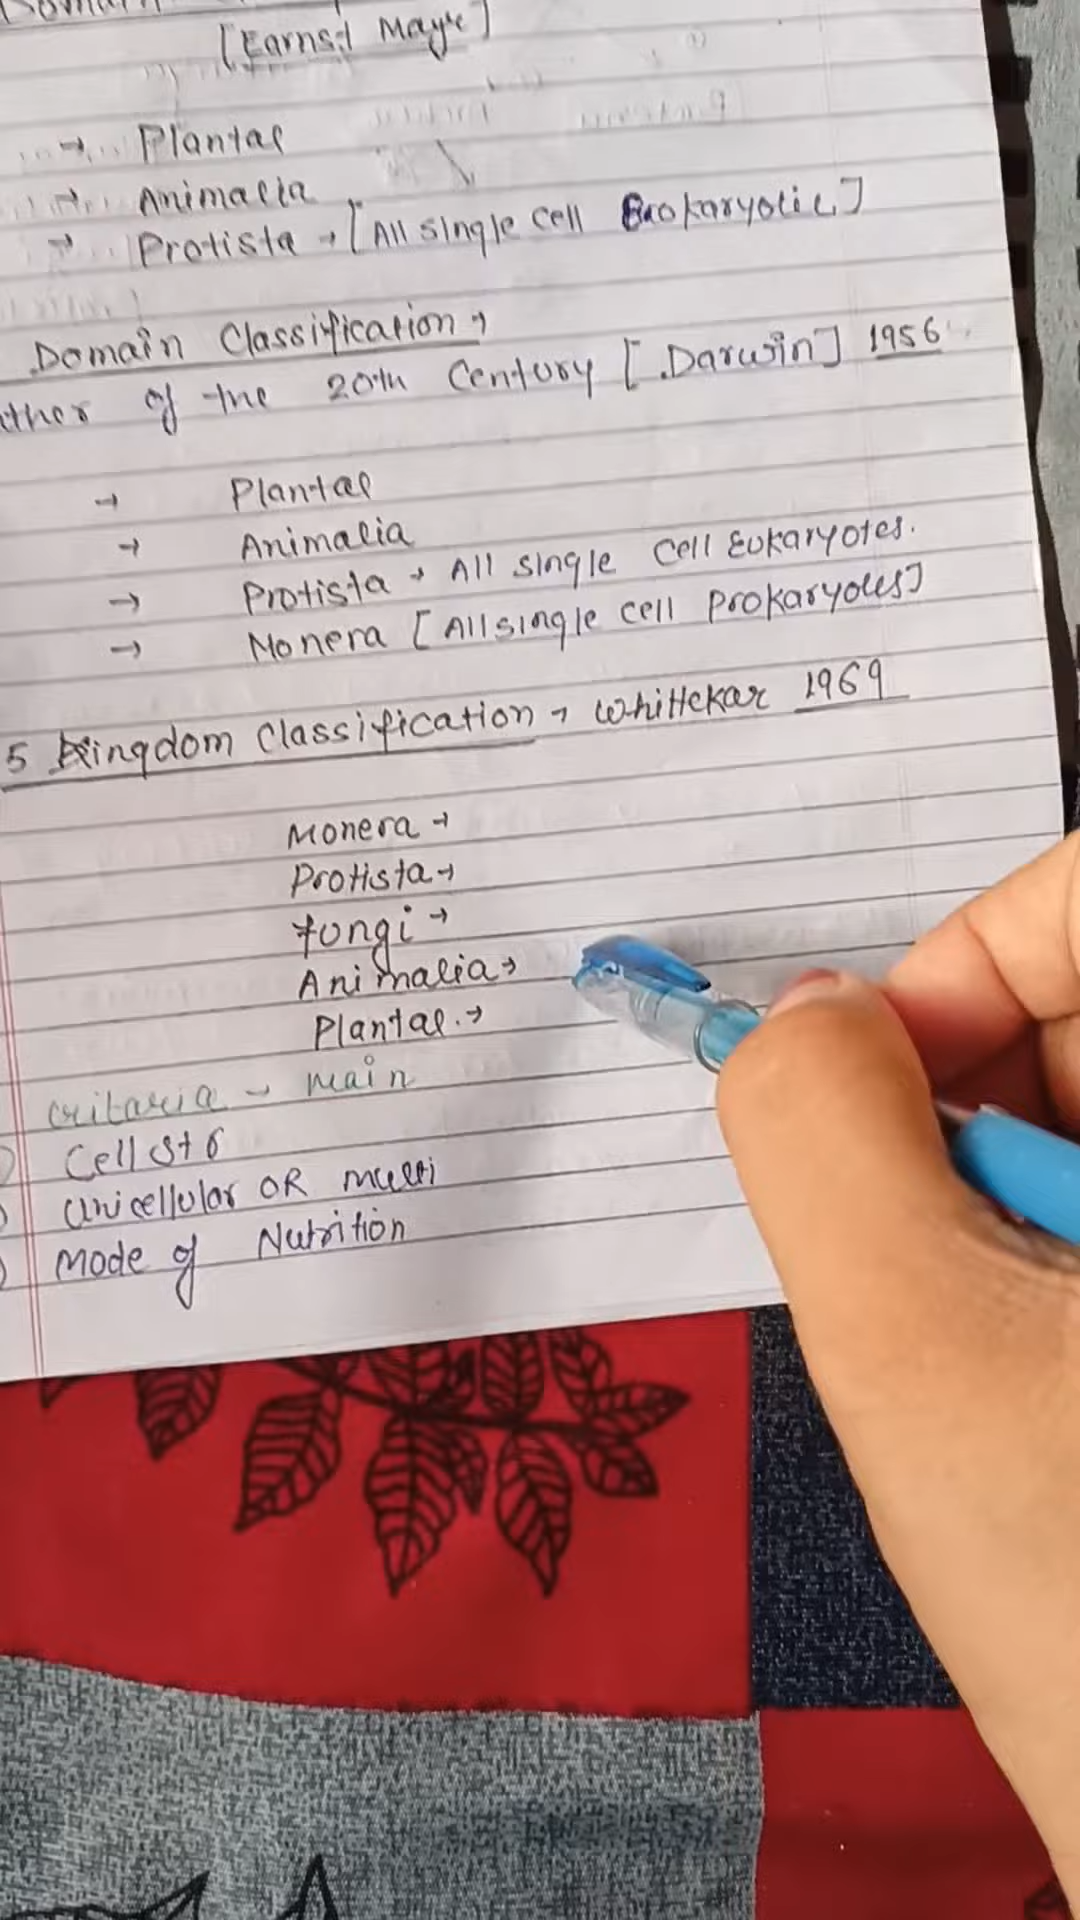 [Earnst Mayr]
→ Plantae
→ Animalia
→ Protista → [All single cell Eukaryotic]
Domain Classification →
ther of the 20th Century [Darwin] 1956
→ Plantae
→ Animalia
→ Protista → All single cell Eukaryotes.
→ Monera [All single cell Prokaryotes]
5 Kingdom Classification → Whittekar 1969
Monera →
Protista →
Fungi →
Animalia →
Plantae. →
critaria - main
Cell str
Unicellular OR multi
Mode of Nutrition